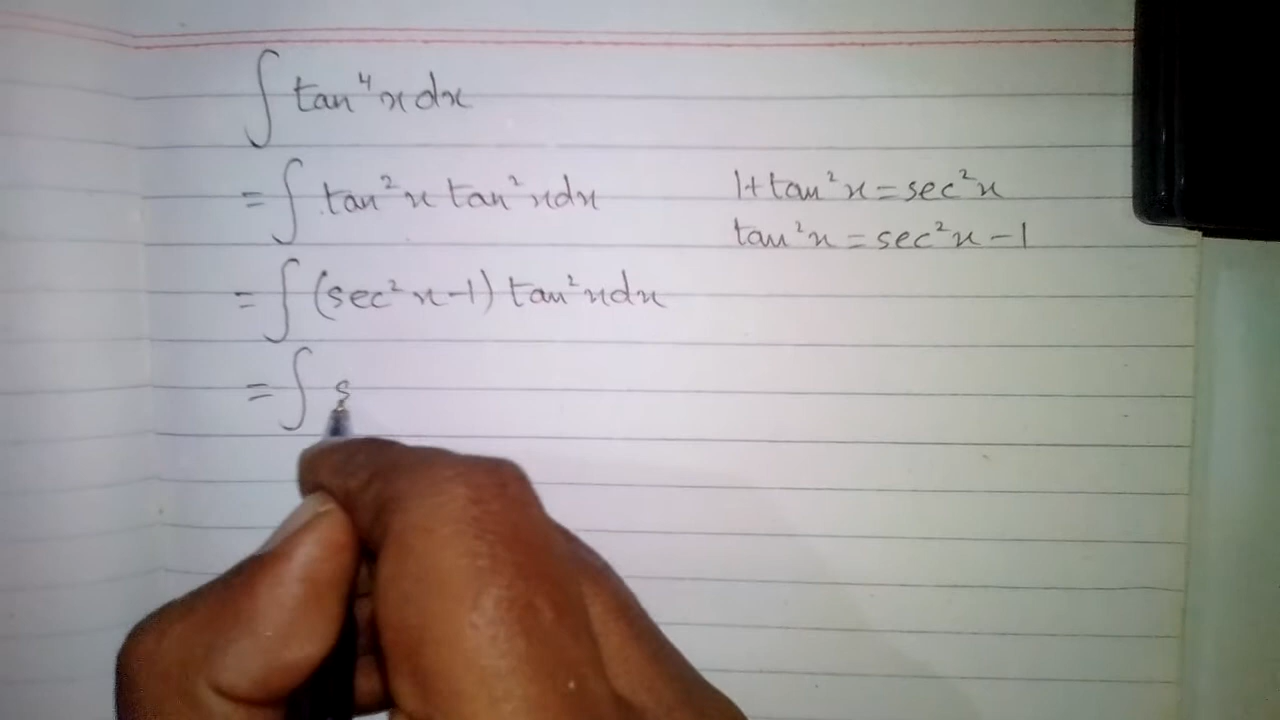 ∫ tan⁴x dx
= ∫ tan²x tan²x dx
1+tan²x = sec²x
tan²x = sec²x − 1
= ∫ (sec²x−1) tan²x dx
= ∫ s